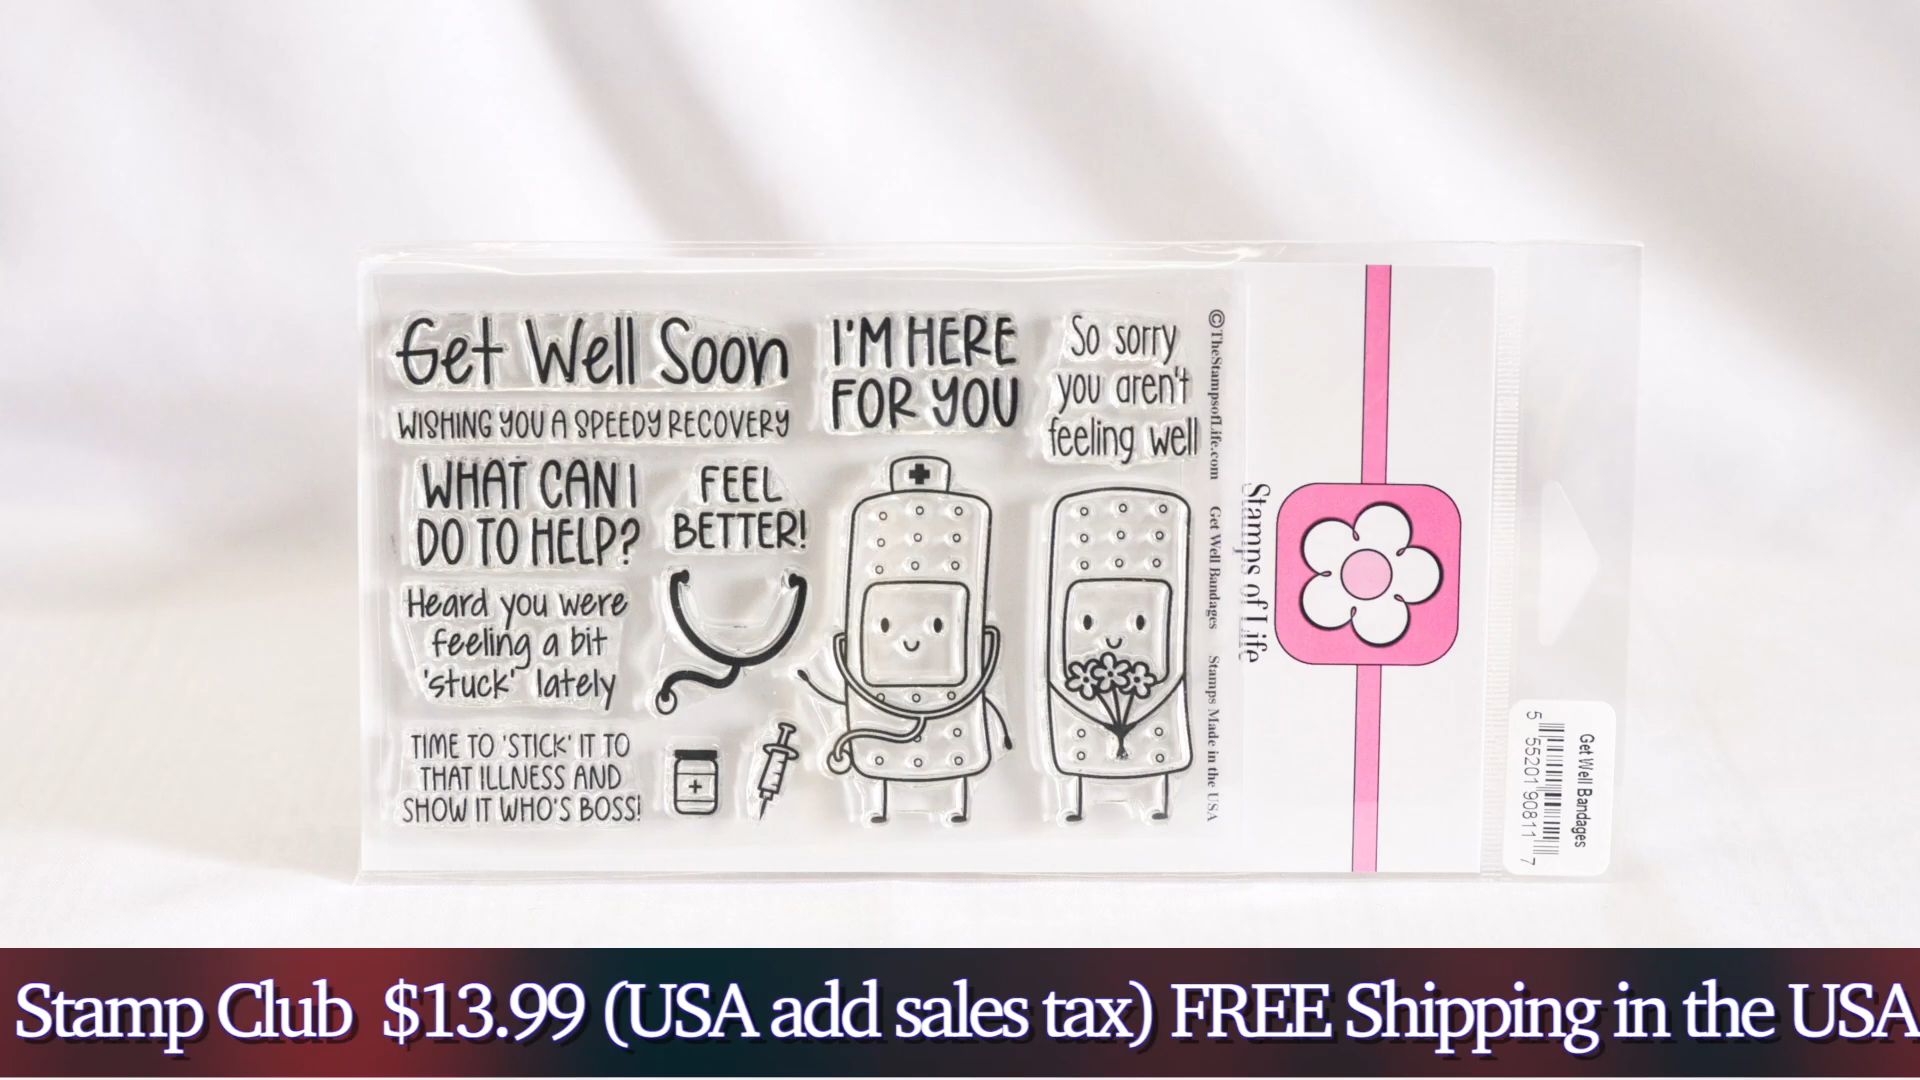 Get Well Soon
WISHING YOU A SPEEDY RECOVERY
I'M HERE
FOR YOU
So sorry
you aren't
feeling well
WHAT CAN I
DO TO HELP?
FEEL
BETTER!
Heard you were
feeling a bit
'stuck' lately
TIME TO 'STICK' IT TO
THAT ILLNESS AND
SHOW IT WHO'S BOSS!
©TheStampsofLife.com Get Well Bandages Stamps Made in the USA
Stamps of Life
Get Well Bandages
5 55201 90811 7
Stamp Club $13.99 (USA add sales tax) FREE Shipping in the USA